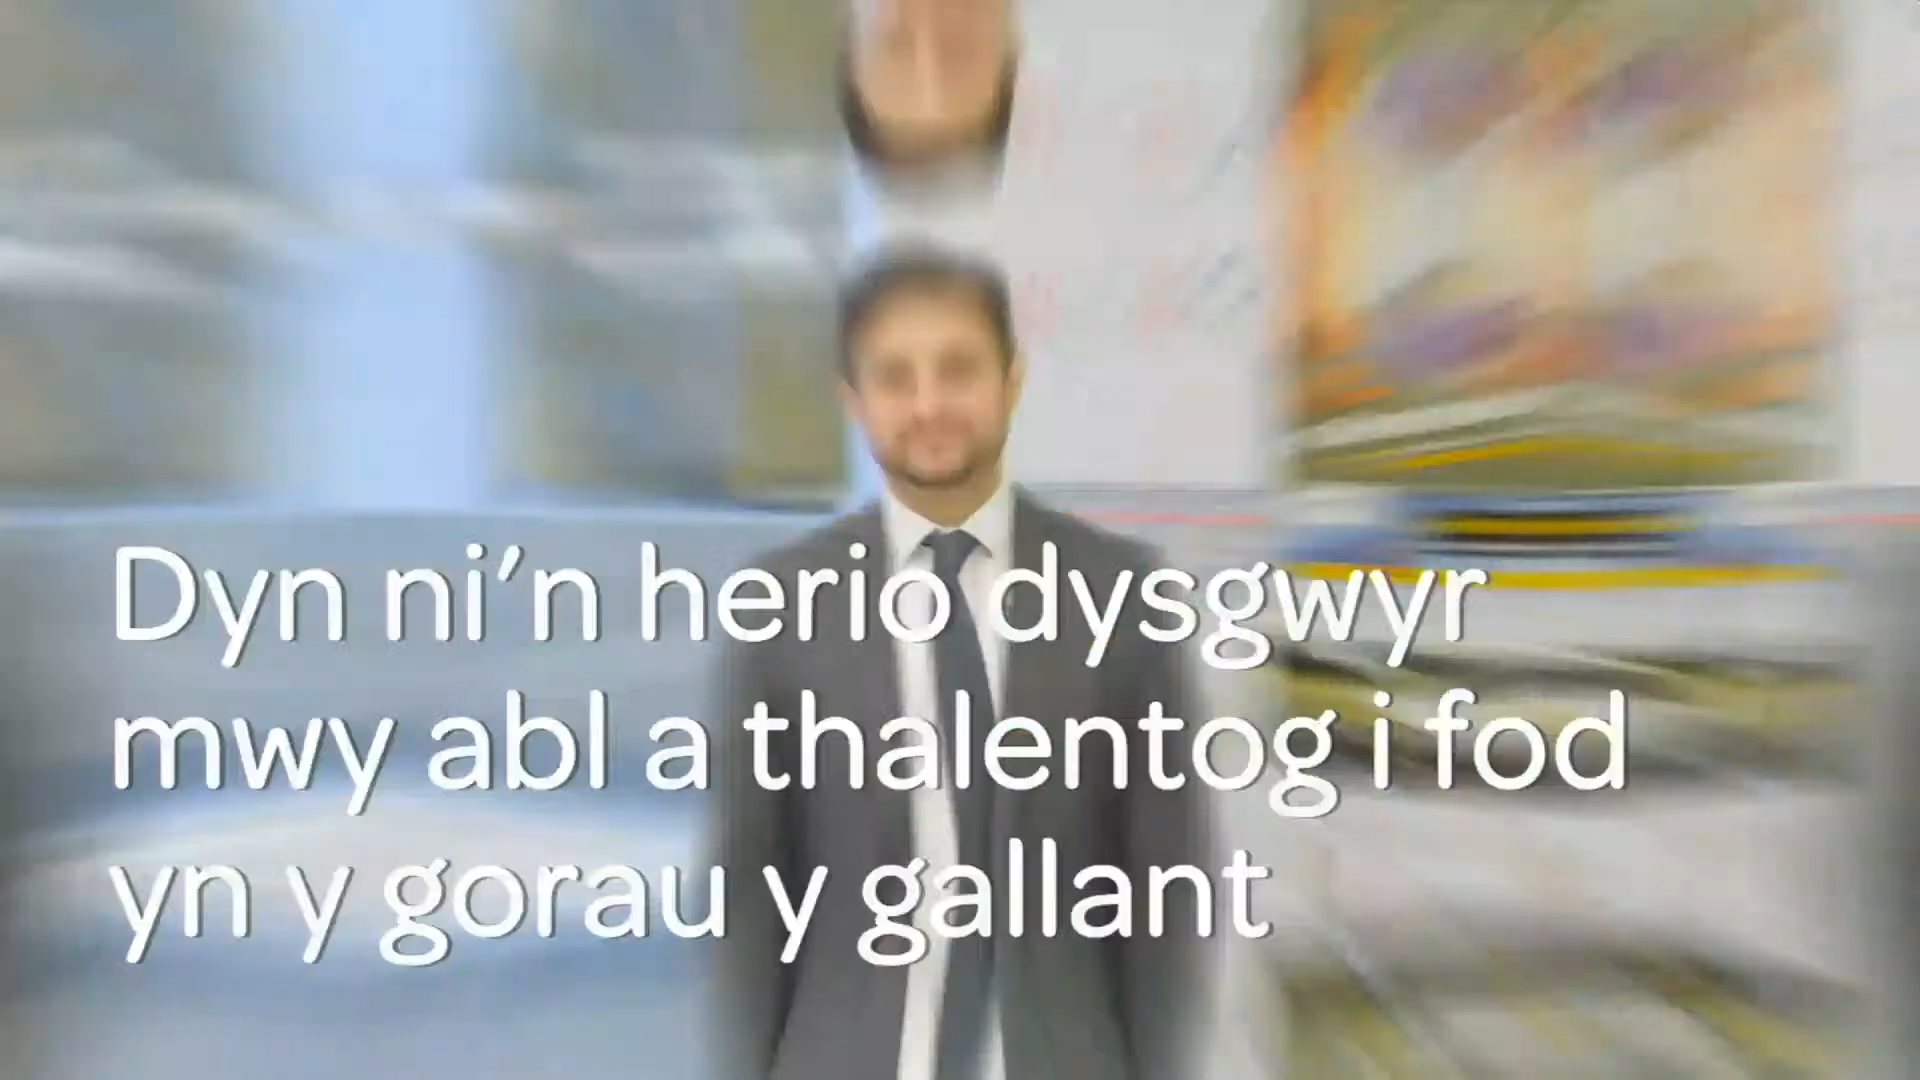 Dyn ni’n herio dysgwyr
mwy abl a thalentog i fod
yn y gorau y gallant